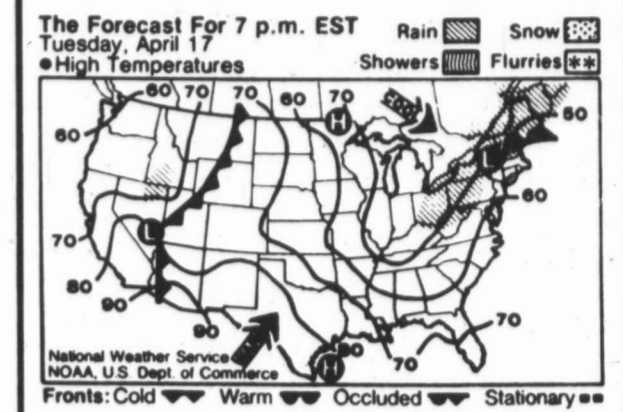 The Forecast For 7 p.m. EST
Tuesday, April 17
●High Temperatures
Rain
Snow
Showers
Flurries
60
70
70
60
70
60
50
H
L
60
70
L
80
90
90
90
H
70
70
National Weather Service
NOAA, U.S. Dept. of Commerce
Fronts: Cold Warm Occluded Stationary